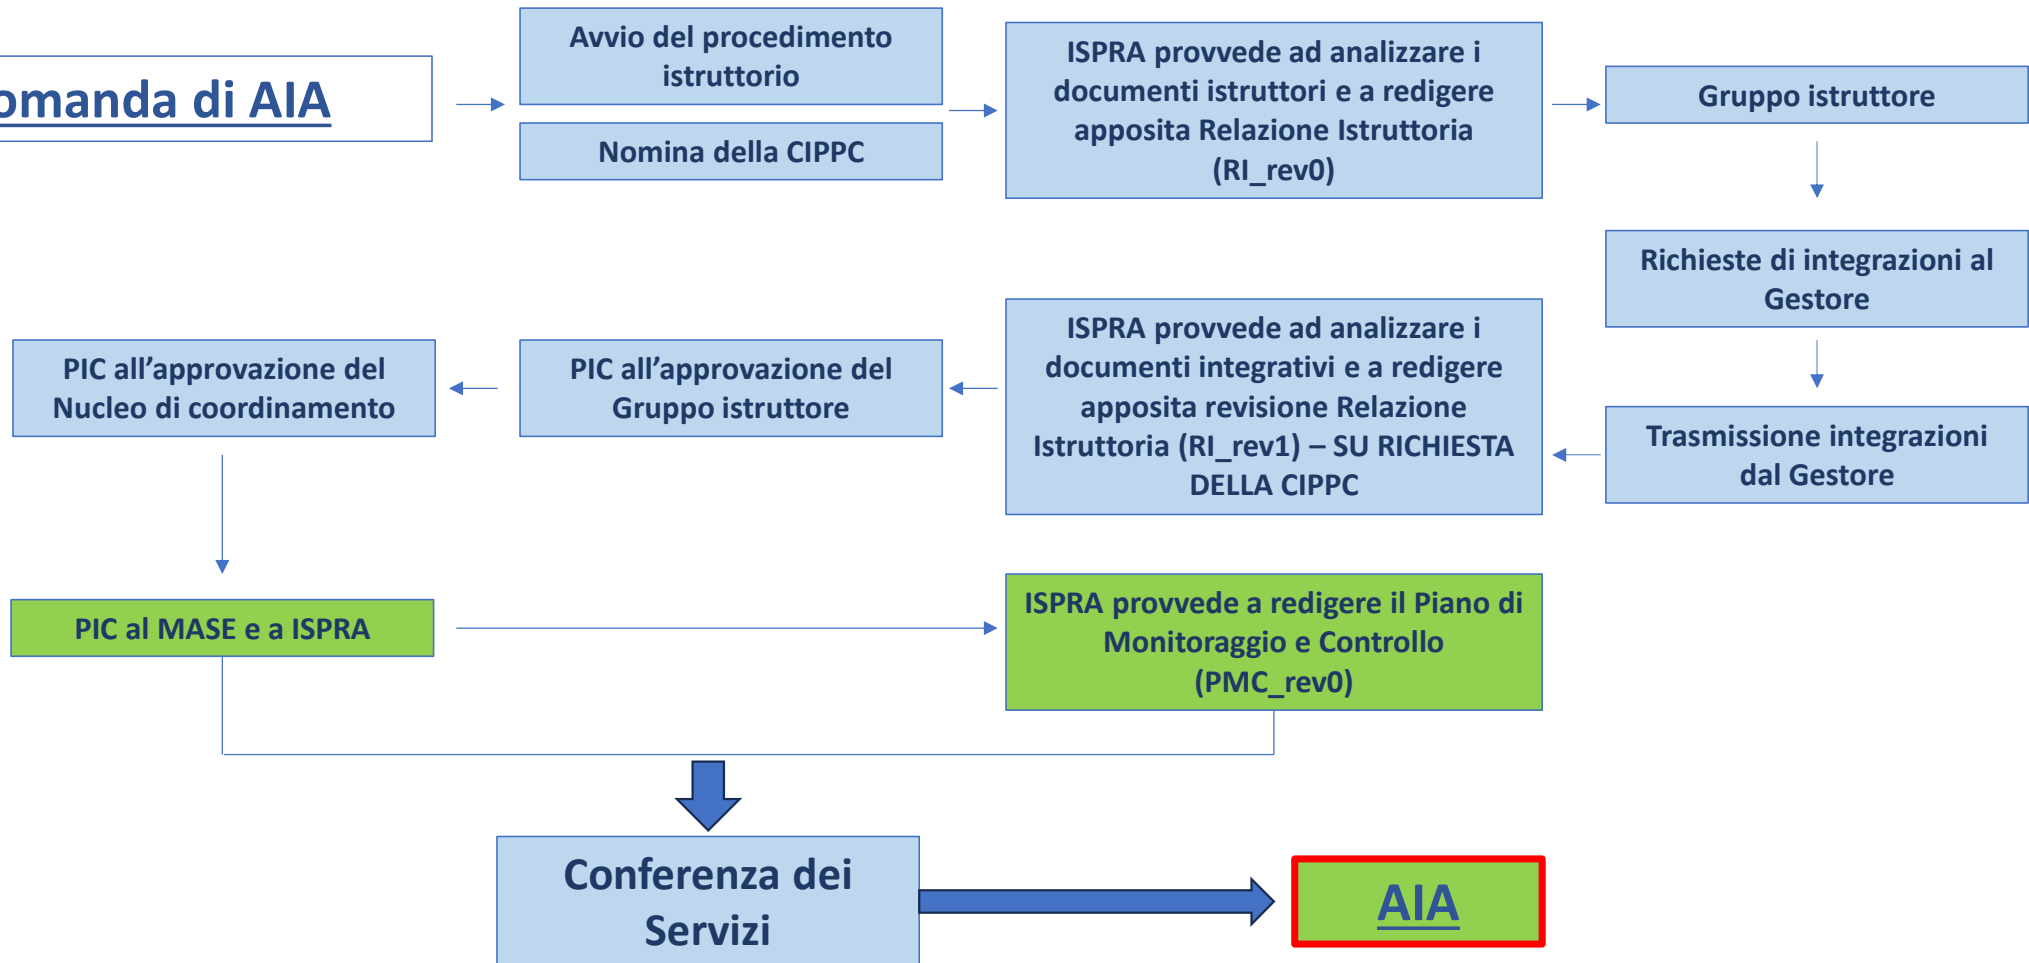 omanda di AIA
Avvio del procedimento
istruttorio
Nomina della CIPPC
ISPRA provvede ad analizzare i
documenti istruttori e a redigere
apposita Relazione Istruttoria
(RI_rev0)
Gruppo istruttore
Richieste di integrazioni al
Gestore
Trasmissione integrazioni
dal Gestore
ISPRA provvede ad analizzare i
documenti integrativi e a redigere
apposita revisione Relazione
Istruttoria (RI_rev1) – SU RICHIESTA
DELLA CIPPC
PIC all’approvazione del
Gruppo istruttore
PIC all’approvazione del
Nucleo di coordinamento
PIC al MASE e a ISPRA
ISPRA provvede a redigere il Piano di
Monitoraggio e Controllo
(PMC_rev0)
Conferenza dei
Servizi
AIA